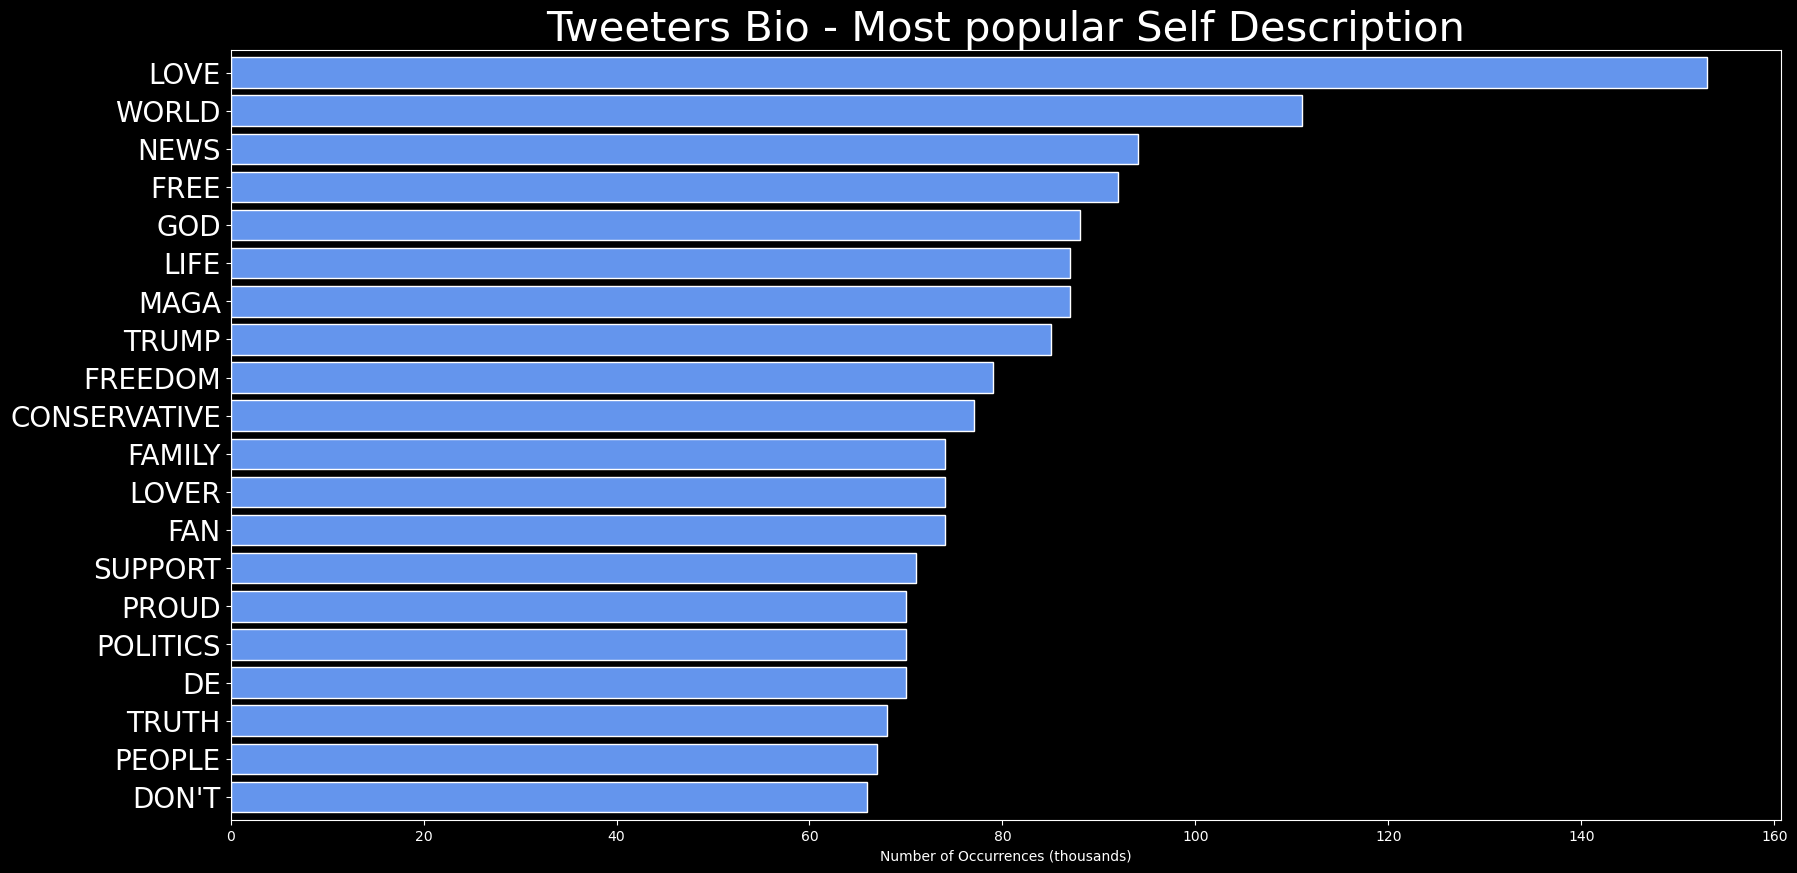 Tweeters Bio - Most popular Self Description
LOVE
WORLD
NEWS
FREE
GOD
LIFE
MAGA
TRUMP
FREEDOM
CONSERVATIVE
FAMILY
LOVER
FAN
SUPPORT
PROUD
POLITICS
DE
TRUTH
PEOPLE
DON'T
0 20 40 60 80 100 120 140 160
Number of Occurrences (thousands)